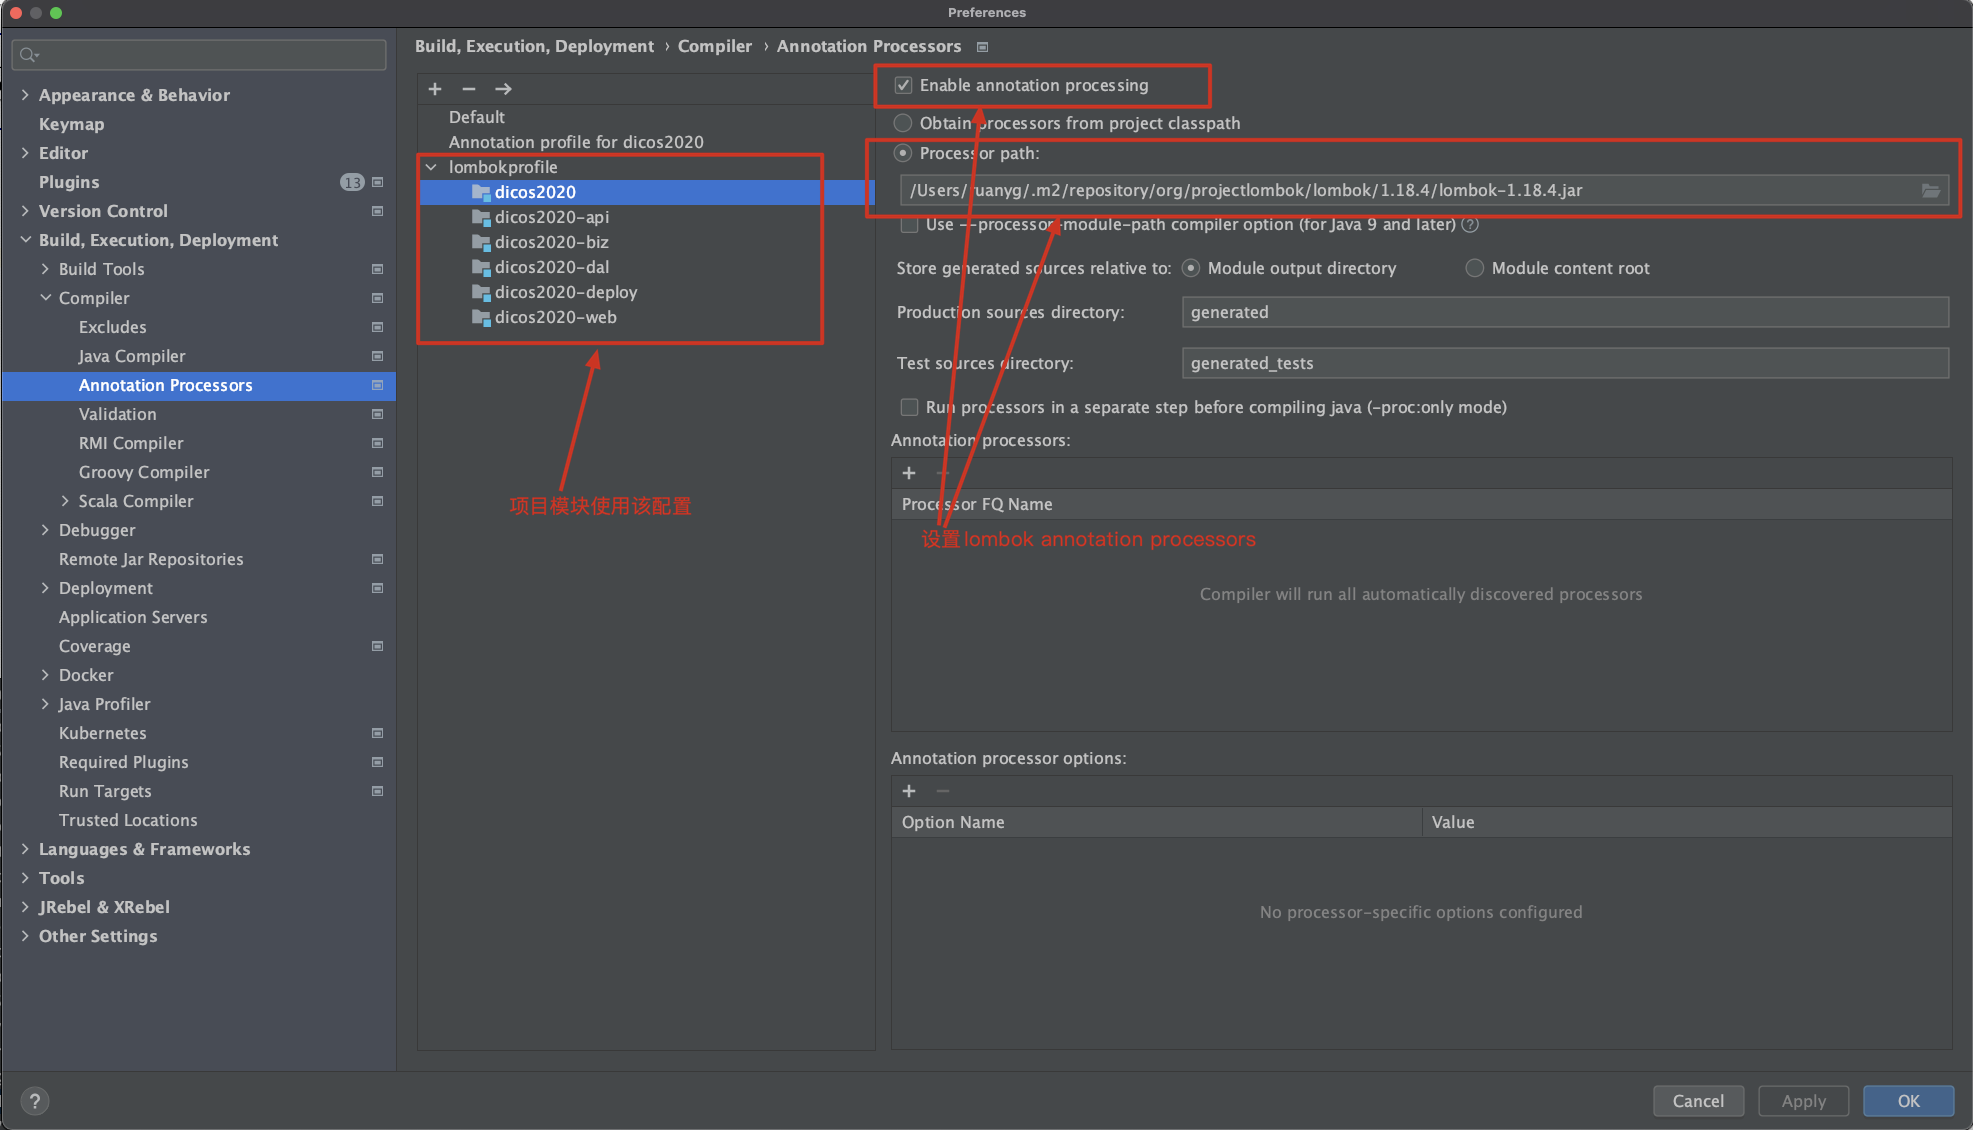 Preferences
Appearance & Behavior
Keymap
Editor
Plugins 13
Version Control
Build, Execution, Deployment
Build Tools
Compiler
Excludes
Java Compiler
Annotation Processors
Validation
RMI Compiler
Groovy Compiler
Scala Compiler
Debugger
Remote Jar Repositories
Deployment
Application Servers
Coverage
Docker
Java Profiler
Kubernetes
Required Plugins
Run Targets
Trusted Locations
Languages & Frameworks
Tools
JRebel & XRebel
Other Settings
Build, Execution, Deployment › Compiler › Annotation Processors
Default
Annotation profile for dicos2020
lombokprofile
dicos2020
dicos2020-api
dicos2020-biz
dicos2020-dal
dicos2020-deploy
dicos2020-web
项目模块使用该配置
Enable annotation processing
Obtain processors from project classpath
Processor path:
/Users/ruanyg/.m2/repository/org/projectlombok/lombok/1.18.4/lombok-1.18.4.jar
Use --processor-module-path compiler option (for Java 9 and later) ?
Store generated sources relative to: Module output directory Module content root
Production sources directory: generated
Test sources directory: generated_tests
Run processors in a separate step before compiling java (-proc:only mode)
Annotation processors:
Processor FQ Name
设置lombok annotation processors
Compiler will run all automatically discovered processors
Annotation processor options:
Option Name Value
No processor-specific options configured
? Cancel Apply OK